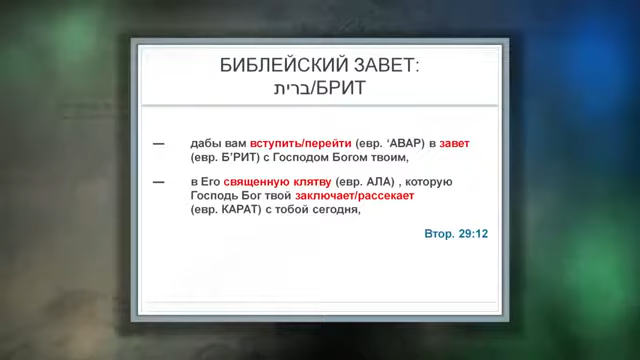 БИБЛЕЙСКИЙ ЗАВЕТ:
ברית/БРИТ
— дабы вам вступить/перейти (евр. ‘АВАР) в завет
(евр. Б’РИТ) с Господом Богом твоим,
— в Его священную клятву (евр. АЛА) , которую
Господь Бог твой заключает/рассекает
(евр. КАРАТ) с тобой сегодня,
Втор. 29:12